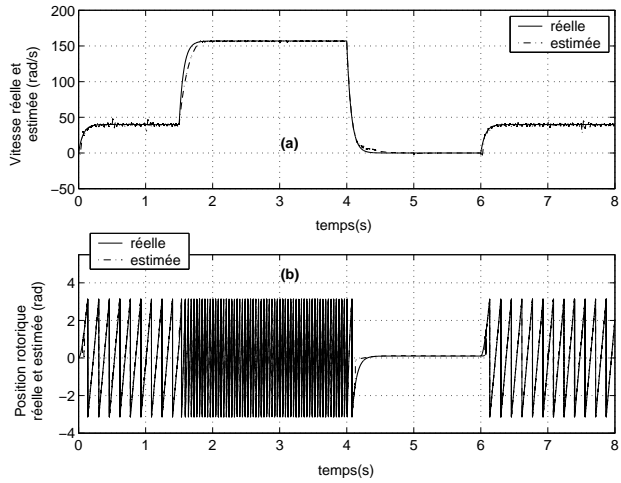 200
150
100
50
0
−50
Vitesse réelle et
estimée (rad/s)
réelle
estimée
(a)
0 1 2 3 4 5 6 7 8
temps(s)
réelle
estimée
(b)
4
2
0
−2
−4
Position rotorique
réelle et estimée (rad)
0 1 2 3 4 5 6 7 8
temps(s)